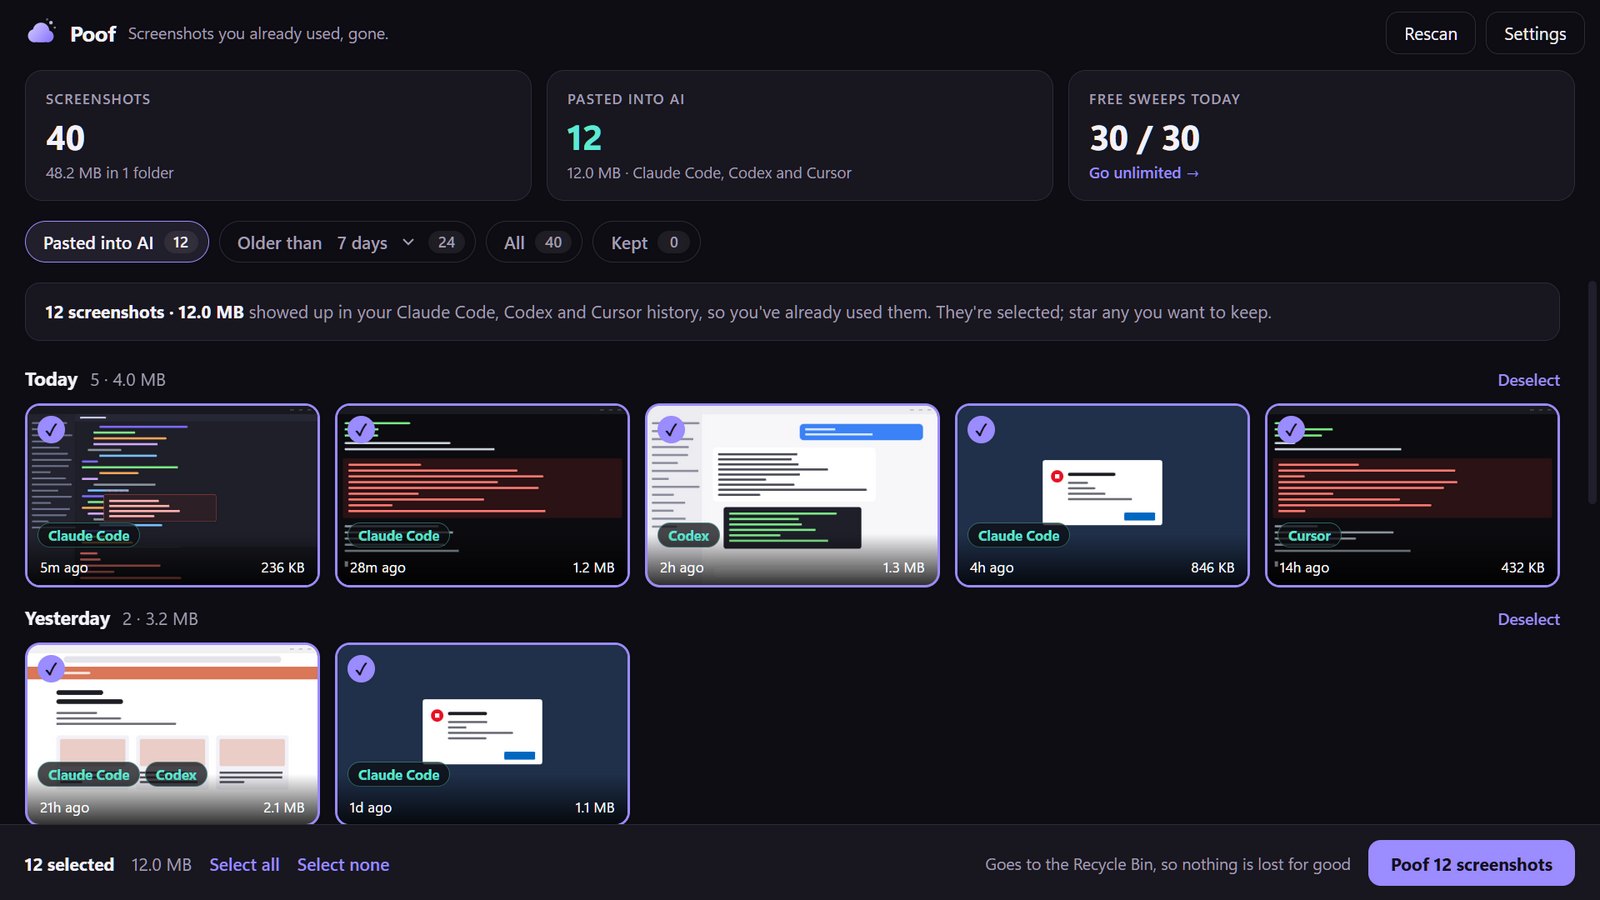 Poof Screenshots you already used, gone. Rescan Settings
SCREENSHOTS
40
48.2 MB in 1 folder
PASTED INTO AI
12
12.0 MB · Claude Code, Codex and Cursor
FREE SWEEPS TODAY
30 / 30
Go unlimited →
Pasted into AI 12 Older than 7 days 24 All 40 Kept 0
12 screenshots · 12.0 MB showed up in your Claude Code, Codex and Cursor history, so you've already used them. They're selected; star any you want to keep.
Today 5 · 4.0 MB Deselect
Claude Code
5m ago 236 KB
Claude Code
28m ago 1.2 MB
Codex
2h ago 1.3 MB
Claude Code
4h ago 846 KB
Cursor
14h ago 432 KB
Yesterday 2 · 3.2 MB Deselect
Claude Code Codex
21h ago 2.1 MB
Claude Code
1d ago 1.1 MB
12 selected 12.0 MB Select all Select none Goes to the Recycle Bin, so nothing is lost for good Poof 12 screenshots